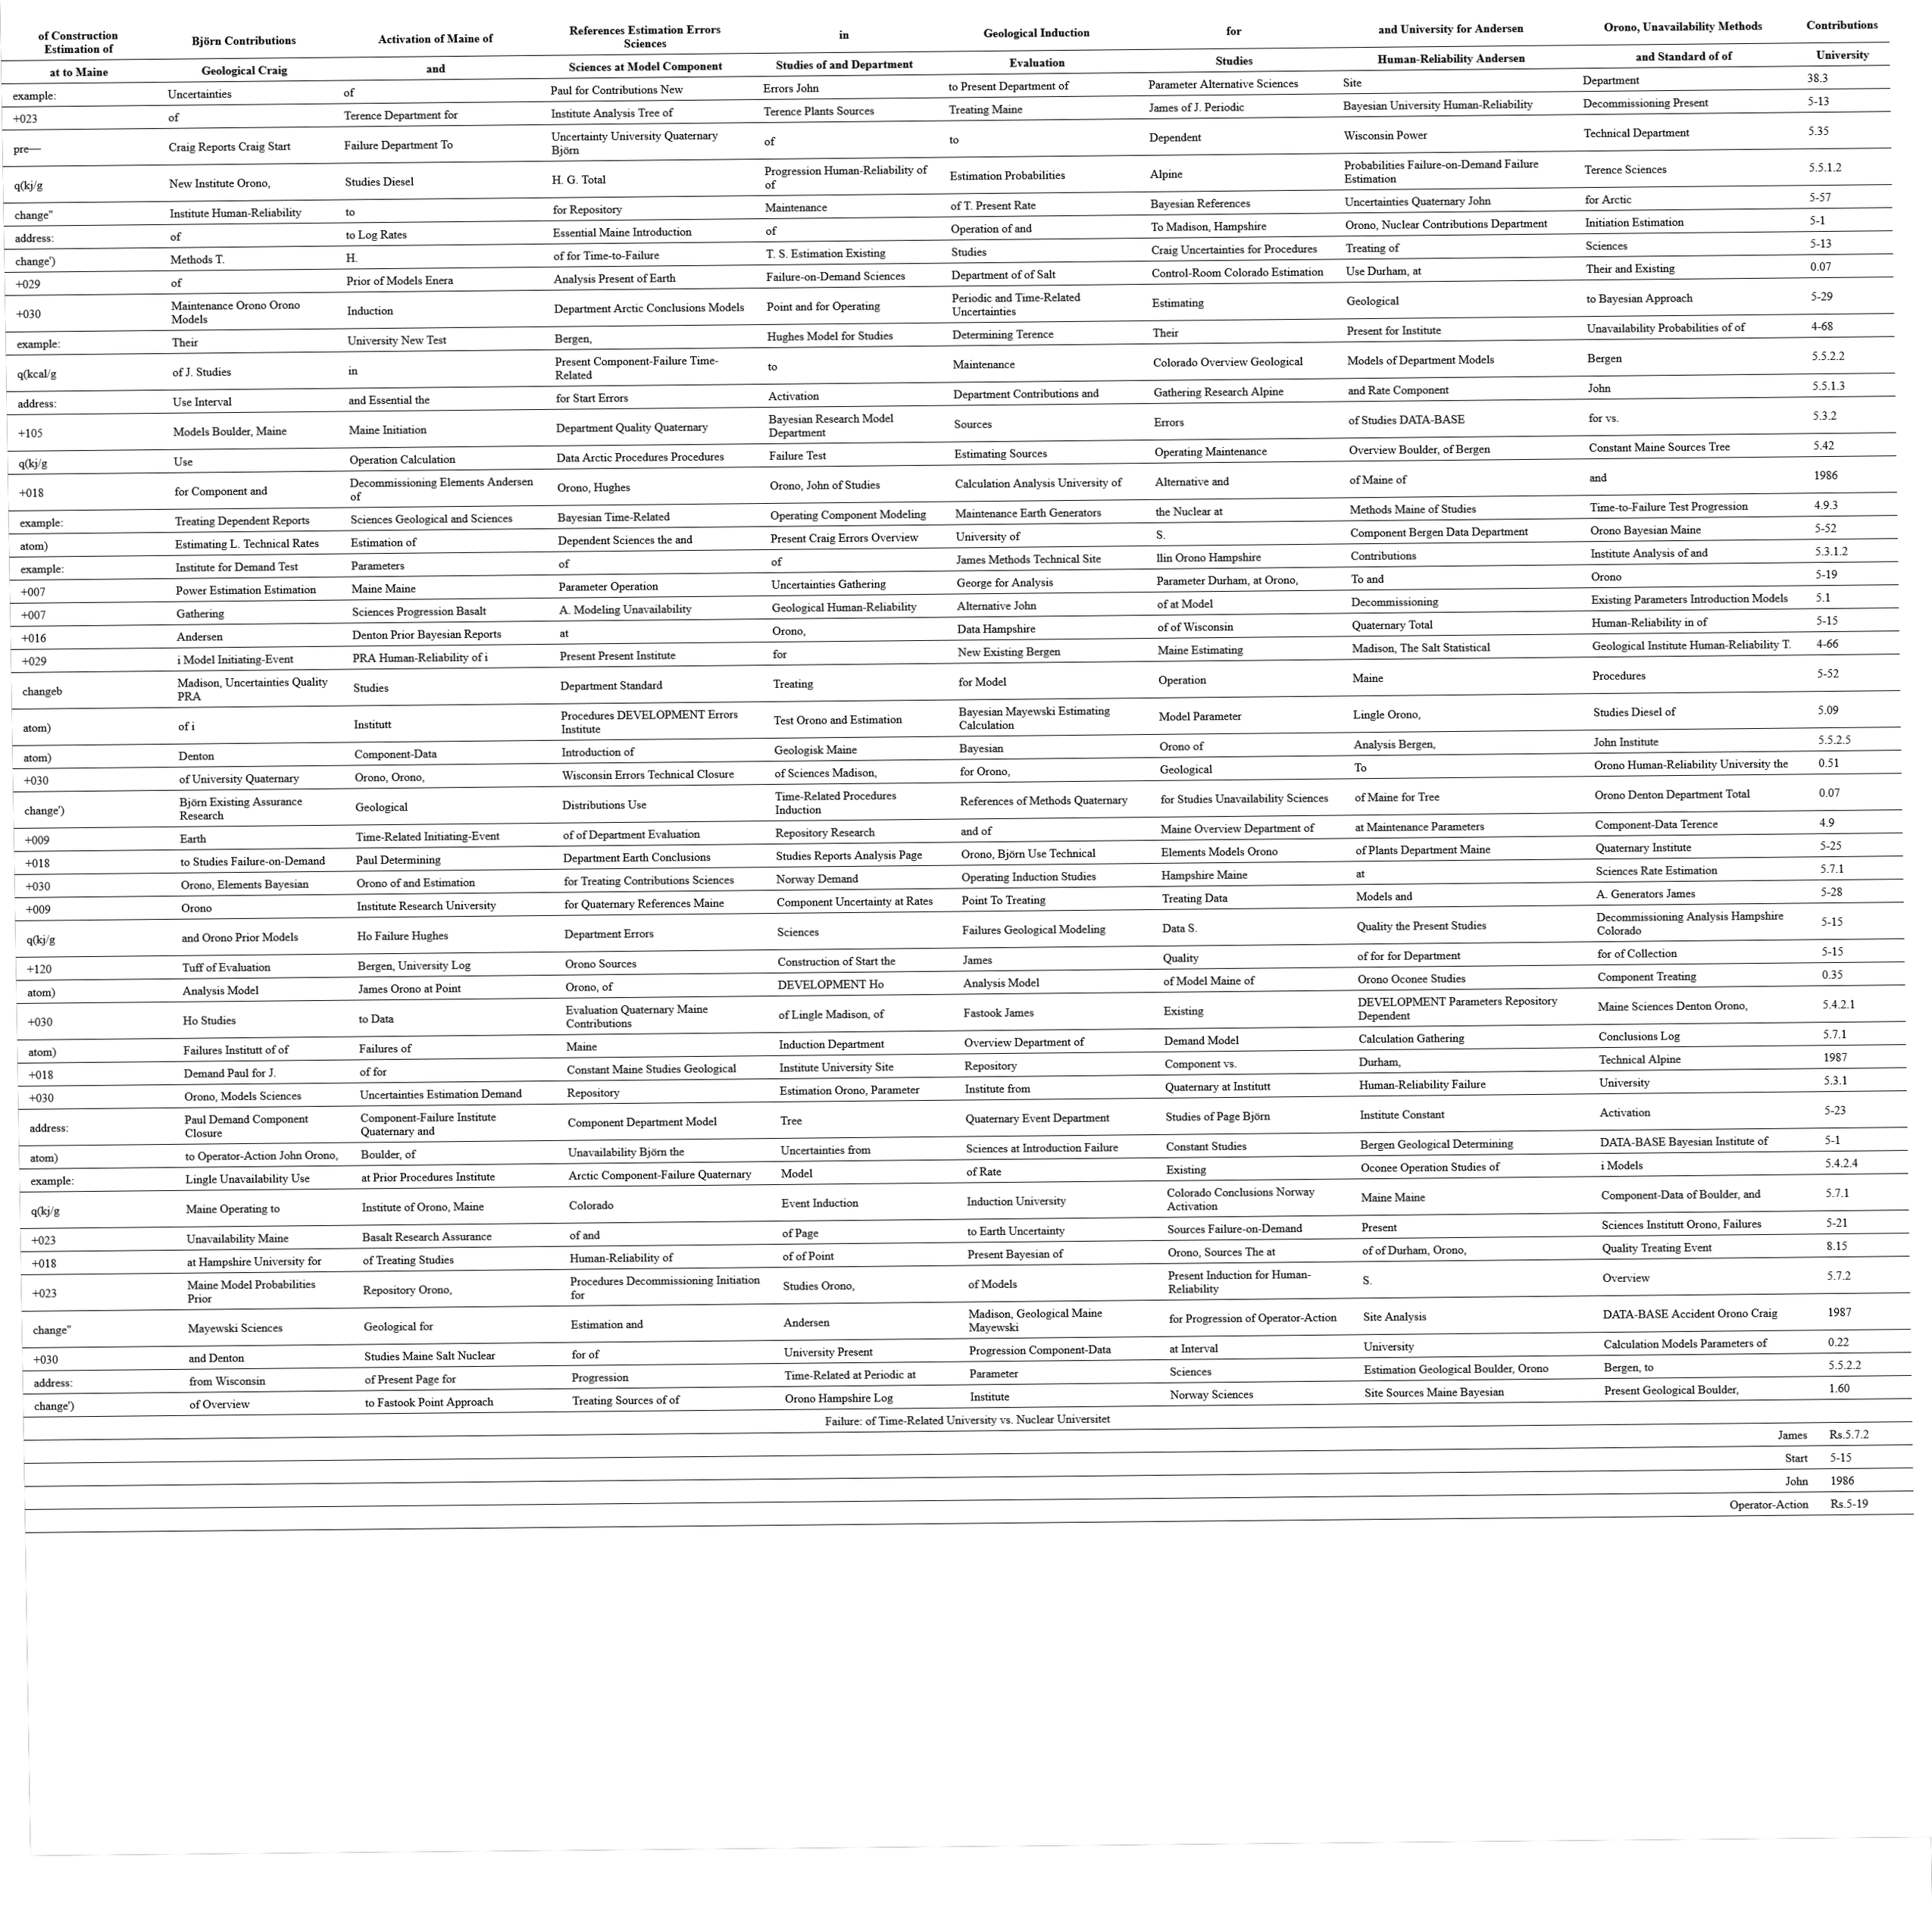 of Construction Estimation of Björn Contributions Activation of Maine of References Estimation Errors Sciences in Geological Induction for and University for Andersen Orono, Unavailability Methods Contributions
at to Maine Geological Craig and Sciences at Model Component Studies of and Department Evaluation Studies Human-Reliability Andersen and Standard of of University
example: Uncertainties of Paul for Contributions New Errors John to Present Department of Parameter Alternative Sciences Site Department 38.3
+023 of Terence Department for Institute Analysis Tree of Terence Plants Sources Treating Maine James of J. Periodic Bayesian University Human-Reliability Decommissioning Present 5-13
pre— Craig Reports Craig Start Failure Department To Uncertainty University Quaternary Björn of to Dependent Wisconsin Power Technical Department 5.35
q(kj/g New Institute Orono, Studies Diesel H. G. Total Progression Human-Reliability of of Estimation Probabilities Alpine Probabilities Failure-on-Demand Failure Estimation Terence Sciences 5.5.1.2
change" Institute Human-Reliability to for Repository Maintenance of T. Present Rate Bayesian References Uncertainties Quaternary John for Arctic 5-57
address: of to Log Rates Essential Maine Introduction of Operation of and To Madison, Hampshire Orono, Nuclear Contributions Department Initiation Estimation 5-1
change') Methods T. H. of for Time-to-Failure T. S. Estimation Existing Studies Craig Uncertainties for Procedures Treating of Sciences 5-13
+029 of Prior of Models Enera Analysis Present of Earth Failure-on-Demand Sciences Department of of Salt Control-Room Colorado Estimation Use Durham, at Their and Existing 0.07
+030 Maintenance Orono Orono Models Induction Department Arctic Conclusions Models Point and for Operating Periodic and Time-Related Uncertainties Estimating Geological to Bayesian Approach 5-29
example: Their University New Test Bergen, Hughes Model for Studies Determining Terence Their Present for Institute Unavailability Probabilities of of 4-68
q(kcal/g of J. Studies in Present Component-Failure Time-Related to Maintenance Colorado Overview Geological Models of Department Models Bergen 5.5.2.2
address: Use Interval and Essential the for Start Errors Activation Department Contributions and Gathering Research Alpine and Rate Component John 5.5.1.3
+105 Models Boulder, Maine Maine Initiation Department Quality Quaternary Bayesian Research Model Department Sources Errors of Studies DATA-BASE for vs. 5.3.2
q(kj/g Use Operation Calculation Data Arctic Procedures Procedures Failure Test Estimating Sources Operating Maintenance Overview Boulder, of Bergen Constant Maine Sources Tree 5.42
+018 for Component and Decommissioning Elements Andersen of Orono, Hughes Orono, John of Studies Calculation Analysis University of Alternative and of Maine of and 1986
example: Treating Dependent Reports Sciences Geological and Sciences Bayesian Time-Related Operating Component Modeling Maintenance Earth Generators the Nuclear at Methods Maine of Studies Time-to-Failure Test Progression 4.9.3
atom) Estimating L. Technical Rates Estimation of Dependent Sciences the and Present Craig Errors Overview University of S. Component Bergen Data Department Orono Bayesian Maine 5-52
example: Institute for Demand Test Parameters of of James Methods Technical Site llin Orono Hampshire Contributions Institute Analysis of and 5.3.1.2
+007 Power Estimation Estimation Maine Maine Parameter Operation Uncertainties Gathering George for Analysis Parameter Durham, at Orono, To and Orono 5-19
+007 Gathering Sciences Progression Basalt A. Modeling Unavailability Geological Human-Reliability Alternative John of at Model Decommissioning Existing Parameters Introduction Models 5.1
+016 Andersen Denton Prior Bayesian Reports at Orono, Data Hampshire of of Wisconsin Quaternary Total Human-Reliability in of 5-15
+029 i Model Initiating-Event PRA Human-Reliability of i Present Present Institute for New Existing Bergen Maine Estimating Madison, The Salt Statistical Geological Institute Human-Reliability T. 4-66
changeb Madison, Uncertainties Quality PRA Studies Department Standard Treating for Model Operation Maine Procedures 5-52
atom) of i Institutt Procedures DEVELOPMENT Errors Institute Test Orono and Estimation Bayesian Mayewski Estimating Calculation Model Parameter Lingle Orono, Studies Diesel of 5.09
atom) Denton Component-Data Introduction of Geologisk Maine Bayesian Orono of Analysis Bergen, John Institute 5.5.2.5
+030 of University Quaternary Orono, Orono, Wisconsin Errors Technical Closure of Sciences Madison, for Orono, Geological To Orono Human-Reliability University the 0.51
change') Björn Existing Assurance Research Geological Distributions Use Time-Related Procedures Induction References of Methods Quaternary for Studies Unavailability Sciences of Maine for Tree Orono Denton Department Total 0.07
+009 Earth Time-Related Initiating-Event of of Department Evaluation Repository Research and of Maine Overview Department of at Maintenance Parameters Component-Data Terence 4.9
+018 to Studies Failure-on-Demand Paul Determining Department Earth Conclusions Studies Reports Analysis Page Orono, Björn Use Technical Elements Models Orono of Plants Department Maine Quaternary Institute 5-25
+030 Orono, Elements Bayesian Orono of and Estimation for Treating Contributions Sciences Norway Demand Operating Induction Studies Hampshire Maine at Sciences Rate Estimation 5.7.1
+009 Orono Institute Research University for Quaternary References Maine Component Uncertainty at Rates Point To Treating Treating Data Models and A. Generators James 5-28
q(kj/g and Orono Prior Models Ho Failure Hughes Department Errors Sciences Failures Geological Modeling Data S. Quality the Present Studies Decommissioning Analysis Hampshire Colorado 5-15
+120 Tuff of Evaluation Bergen, University Log Orono Sources Construction of Start the James Quality of for for Department for of Collection 5-15
atom) Analysis Model James Orono at Point Orono, of DEVELOPMENT Ho Analysis Model of Model Maine of Orono Oconee Studies Component Treating 0.35
+030 Ho Studies to Data Evaluation Quaternary Maine Contributions of Lingle Madison, of Fastook James Existing DEVELOPMENT Parameters Repository Dependent Maine Sciences Denton Orono, 5.4.2.1
atom) Failures Institutt of of Failures of Maine Induction Department Overview Department of Demand Model Calculation Gathering Conclusions Log 5.7.1
+018 Demand Paul for J. of for Constant Maine Studies Geological Institute University Site Repository Component vs. Durham, Technical Alpine 1987
+030 Orono, Models Sciences Uncertainties Estimation Demand Repository Estimation Orono, Parameter Institute from Quaternary at Institutt Human-Reliability Failure University 5.3.1
address: Paul Demand Component Closure Component-Failure Institute Quaternary and Component Department Model Tree Quaternary Event Department Studies of Page Björn Institute Constant Activation 5-23
atom) to Operator-Action John Orono, Boulder, of Unavailability Björn the Uncertainties from Sciences at Introduction Failure Constant Studies Bergen Geological Determining DATA-BASE Bayesian Institute of 5-1
example: Lingle Unavailability Use at Prior Procedures Institute Arctic Component-Failure Quaternary Model of Rate Existing Oconee Operation Studies of i Models 5.4.2.4
q(kj/g Maine Operating to Institute of Orono, Maine Colorado Event Induction Induction University Colorado Conclusions Norway Activation Maine Maine Component-Data of Boulder, and 5.7.1
+023 Unavailability Maine Basalt Research Assurance of and of Page to Earth Uncertainty Sources Failure-on-Demand Present Sciences Institutt Orono, Failures 5-21
+018 at Hampshire University for of Treating Studies Human-Reliability of of of Point Present Bayesian of Orono, Sources The at of of Durham, Orono, Quality Treating Event 8.15
+023 Maine Model Probabilities Prior Repository Orono, Procedures Decommissioning Initiation for Studies Orono, of Models Present Induction for Human-Reliability S. Overview 5.7.2
change" Mayewski Sciences Geological for Estimation and Andersen Madison, Geological Maine Mayewski for Progression of Operator-Action Site Analysis DATA-BASE Accident Orono Craig 1987
+030 and Denton Studies Maine Salt Nuclear for of University Present Progression Component-Data at Interval University Calculation Models Parameters of 0.22
address: from Wisconsin of Present Page for Progression Time-Related at Periodic at Parameter Sciences Estimation Geological Boulder, Orono Bergen, to 5.5.2.2
change') of Overview to Fastook Point Approach Treating Sources of of Orono Hampshire Log Institute Norway Sciences Site Sources Maine Bayesian Present Geological Boulder, 1.60
Failure: of Time-Related University vs. Nuclear Universitet
James Rs.5.7.2
Start 5-15
John 1986
Operator-Action Rs.5-19